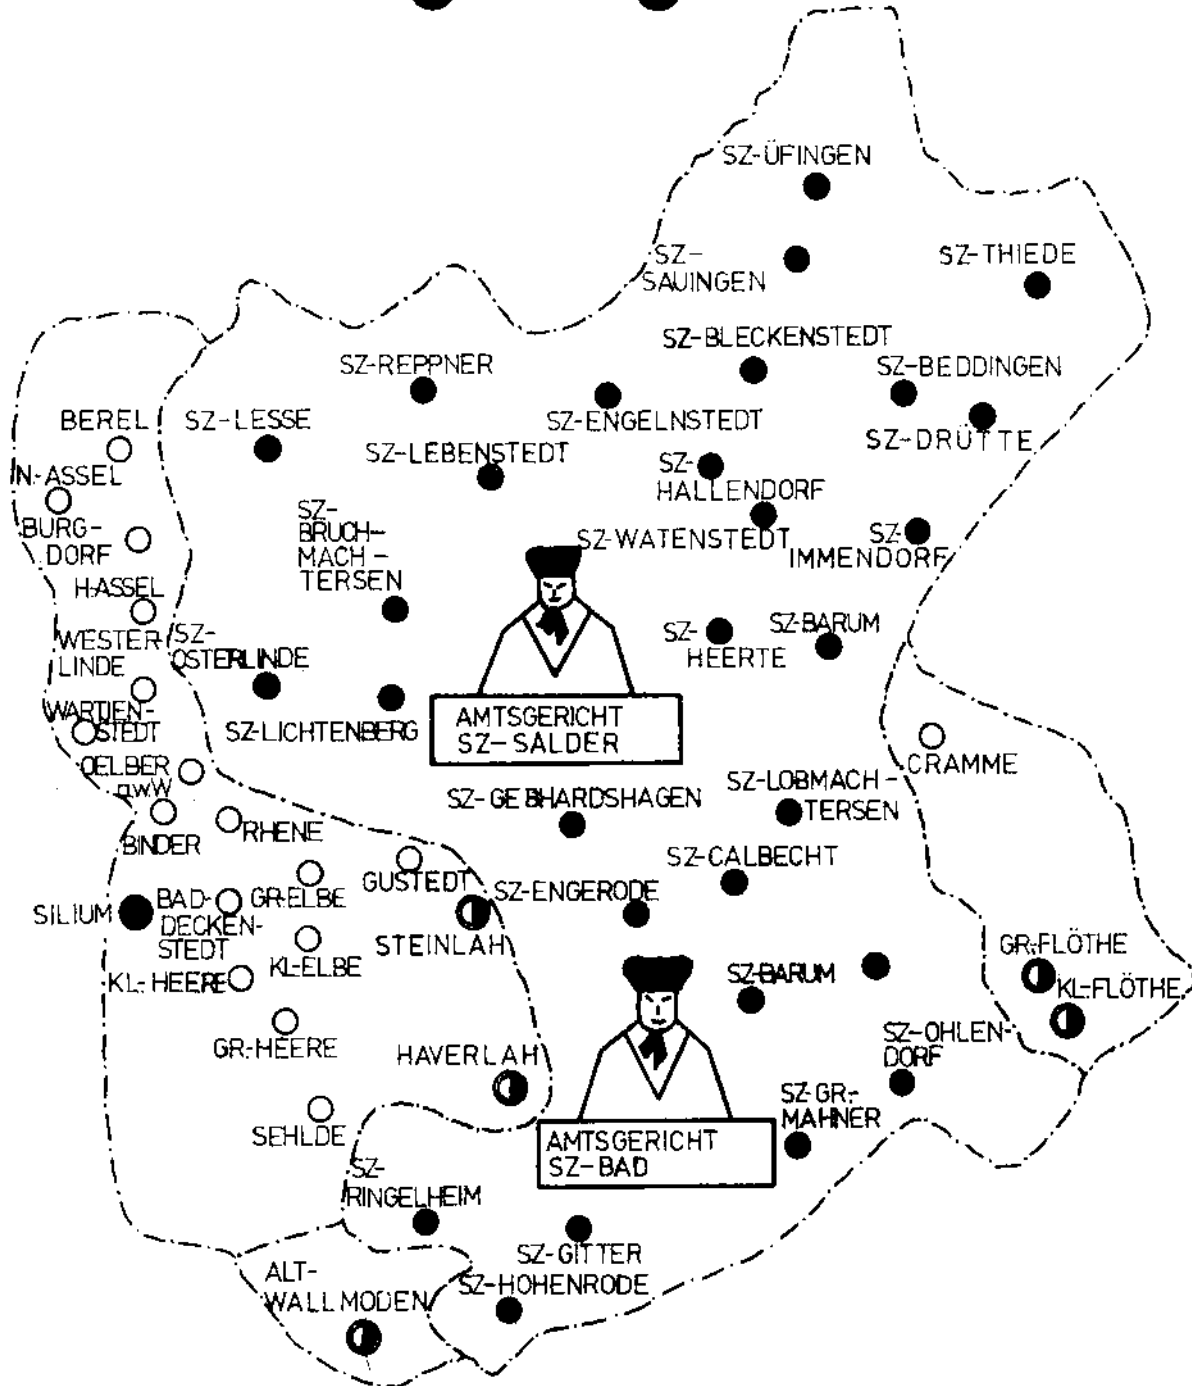 SZ-ÜFINGEN
SZ-
SAUINGEN
SZ-THIEDE
SZ-BLECKENSTEDT
SZ-REPPNER
SZ-BEDDINGEN
BEREL
SZ-LESSE
SZ-ENGELNSTEDT
SZ-DRÜTTE
SZ-LEBENSTEDT
N-ASSEL
SZ-
HALLENDORF
BURG-
DORF
SZ-
BRUCH-
MACH-
TERSEN
SZ-WATENSTEDT
SZ-
IMMENDORF
H-ASSEL
WESTER-
LINDE
SZ-
OSTERLINDE
SZ-
HEERTE
SZ-BARUM
WARTJEN-
STEDT
SZ-LICHTENBERG
AMTSGERICHT
SZ-SALDER
CRAMME
OELBER
a.w.W
SZ-GEBHARDSHAGEN
SZ-LOBMACH-
TERSEN
BINDER
RHENE
SZ-CALBECHT
GUSTEDT
SZ-ENGERODE
SILIUM
BAD-
DECKEN-
STEDT
GR-ELBE
STEINLAH
GR-FLÖTHE
KL-ELBE
KL-HEERE
SZ-BARUM
KL-FLÖTHE
GR-HEERE
HAVERLAH
SZ-OHLEN-
DORF
SZ-GR-
MAHNER
SEHLDE
AMTSGERICHT
SZ-BAD
SZ-
RINGELHEIM
SZ-GITTER
ALT-
WALLMODEN
SZ-HOHENRODE